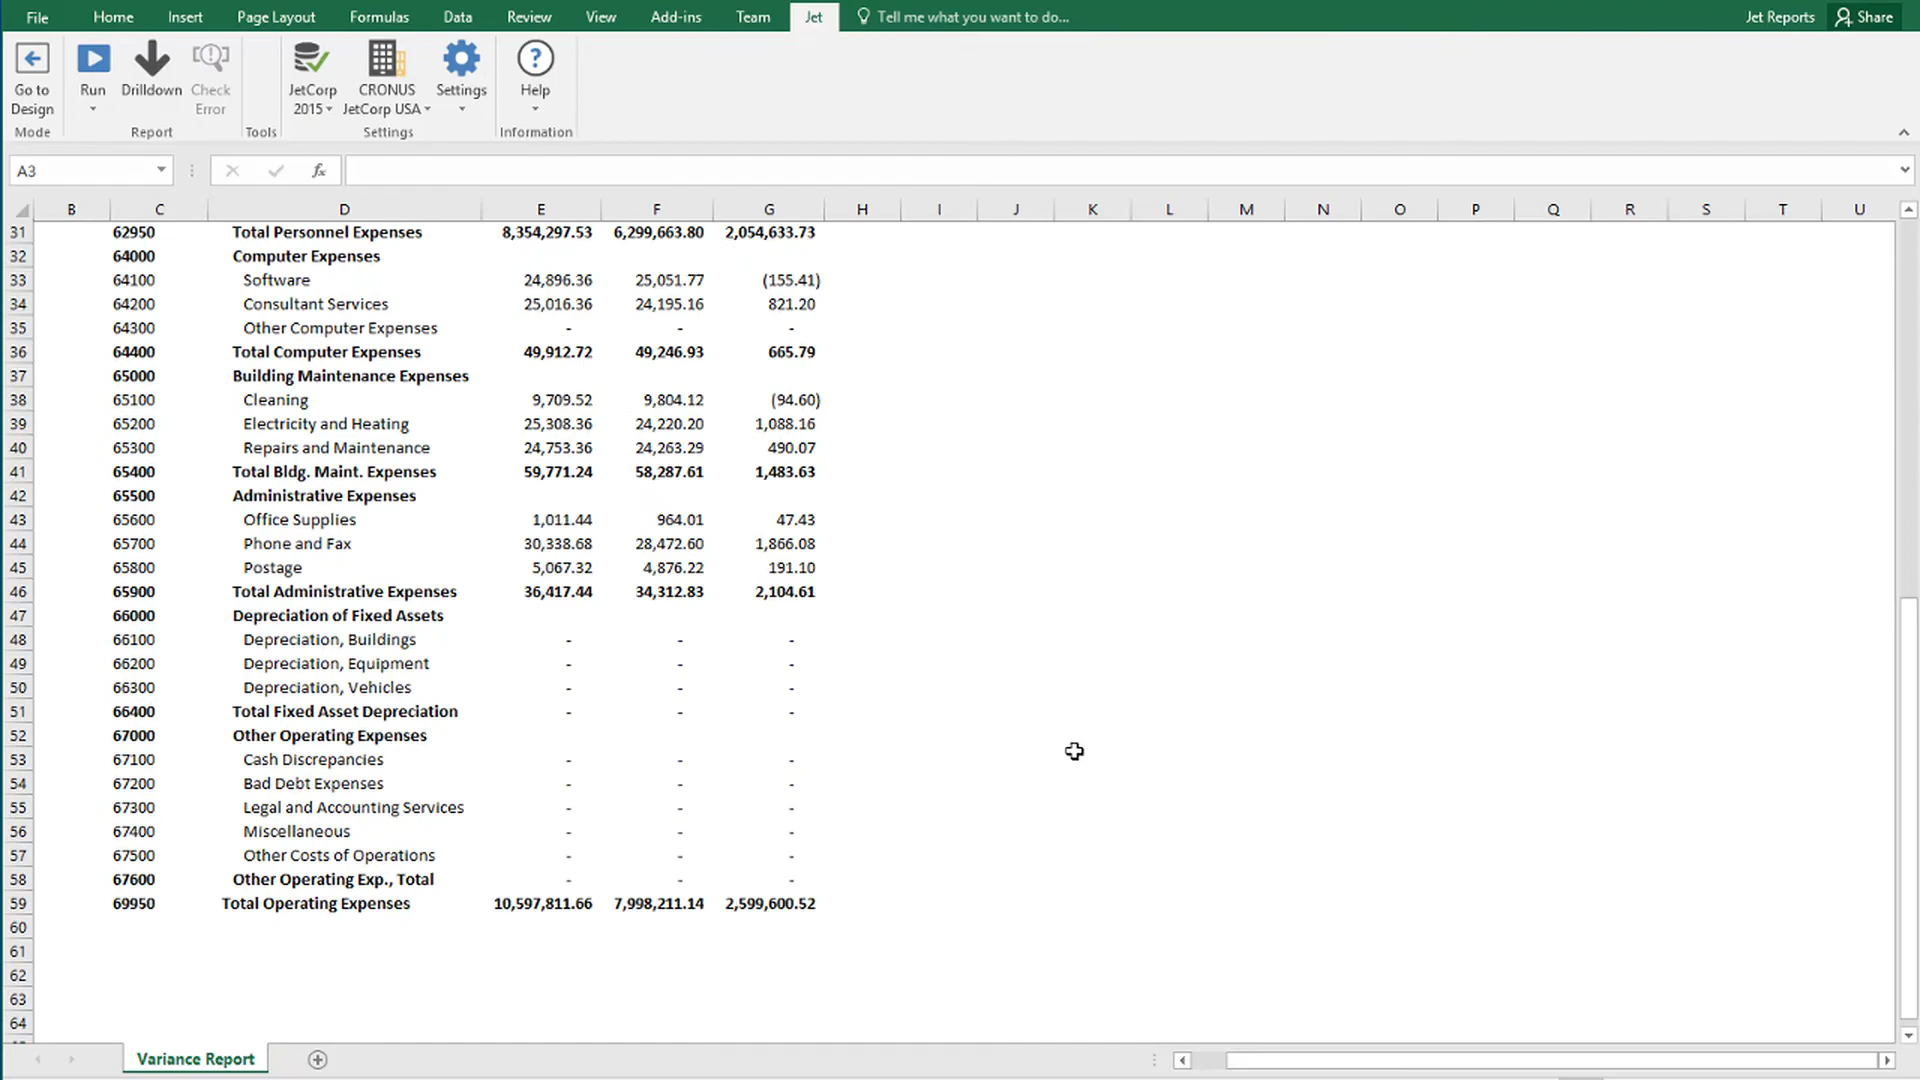 File Home Insert Page Layout Formulas Data Review View Add-ins Team Jet Tell me what you want to do... Jet Reports Share
Go to Design Run Drilldown Check Error JetCorp 2015 CRONUS JetCorp USA Settings Help
Mode Report Tools Settings Information
A3 fx
B C D E F G H I J K L M N O P Q R S T U
31 62950 Total Personnel Expenses 8,354,297.53 6,299,663.80 2,054,633.73
32 64000 Computer Expenses
33 64100 Software 24,896.36 25,051.77 (155.41)
34 64200 Consultant Services 25,016.36 24,195.16 821.20
35 64300 Other Computer Expenses - - -
36 64400 Total Computer Expenses 49,912.72 49,246.93 665.79
37 65000 Building Maintenance Expenses
38 65100 Cleaning 9,709.52 9,804.12 (94.60)
39 65200 Electricity and Heating 25,308.36 24,220.20 1,088.16
40 65300 Repairs and Maintenance 24,753.36 24,263.29 490.07
41 65400 Total Bldg. Maint. Expenses 59,771.24 58,287.61 1,483.63
42 65500 Administrative Expenses
43 65600 Office Supplies 1,011.44 964.01 47.43
44 65700 Phone and Fax 30,338.68 28,472.60 1,866.08
45 65800 Postage 5,067.32 4,876.22 191.10
46 65900 Total Administrative Expenses 36,417.44 34,312.83 2,104.61
47 66000 Depreciation of Fixed Assets
48 66100 Depreciation, Buildings - - -
49 66200 Depreciation, Equipment - - -
50 66300 Depreciation, Vehicles - - -
51 66400 Total Fixed Asset Depreciation - - -
52 67000 Other Operating Expenses
53 67100 Cash Discrepancies - - -
54 67200 Bad Debt Expenses - - -
55 67300 Legal and Accounting Services - - -
56 67400 Miscellaneous - - -
57 67500 Other Costs of Operations - - -
58 67600 Other Operating Exp., Total - - -
59 69950 Total Operating Expenses 10,597,811.66 7,998,211.14 2,599,600.52
60
61
62
63
64
Variance Report